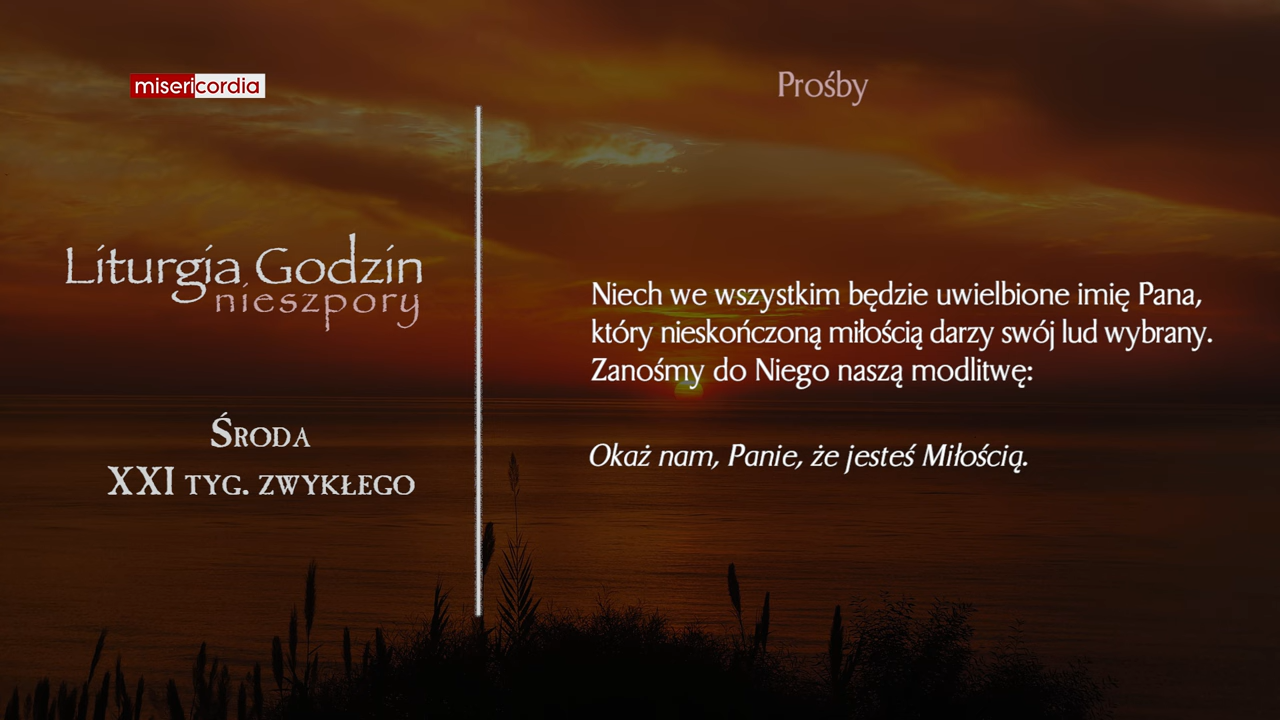 misericordia
Liturgia Godzin
nieszpory
Środa
XXI tyg. zwykłego
Prośby
Niech we wszystkim będzie uwielbione imię Pana,
który nieskończoną miłością darzy swój lud wybrany.
Zanośmy do Niego naszą modlitwę:
Okaż nam, Panie, że jesteś Miłością.